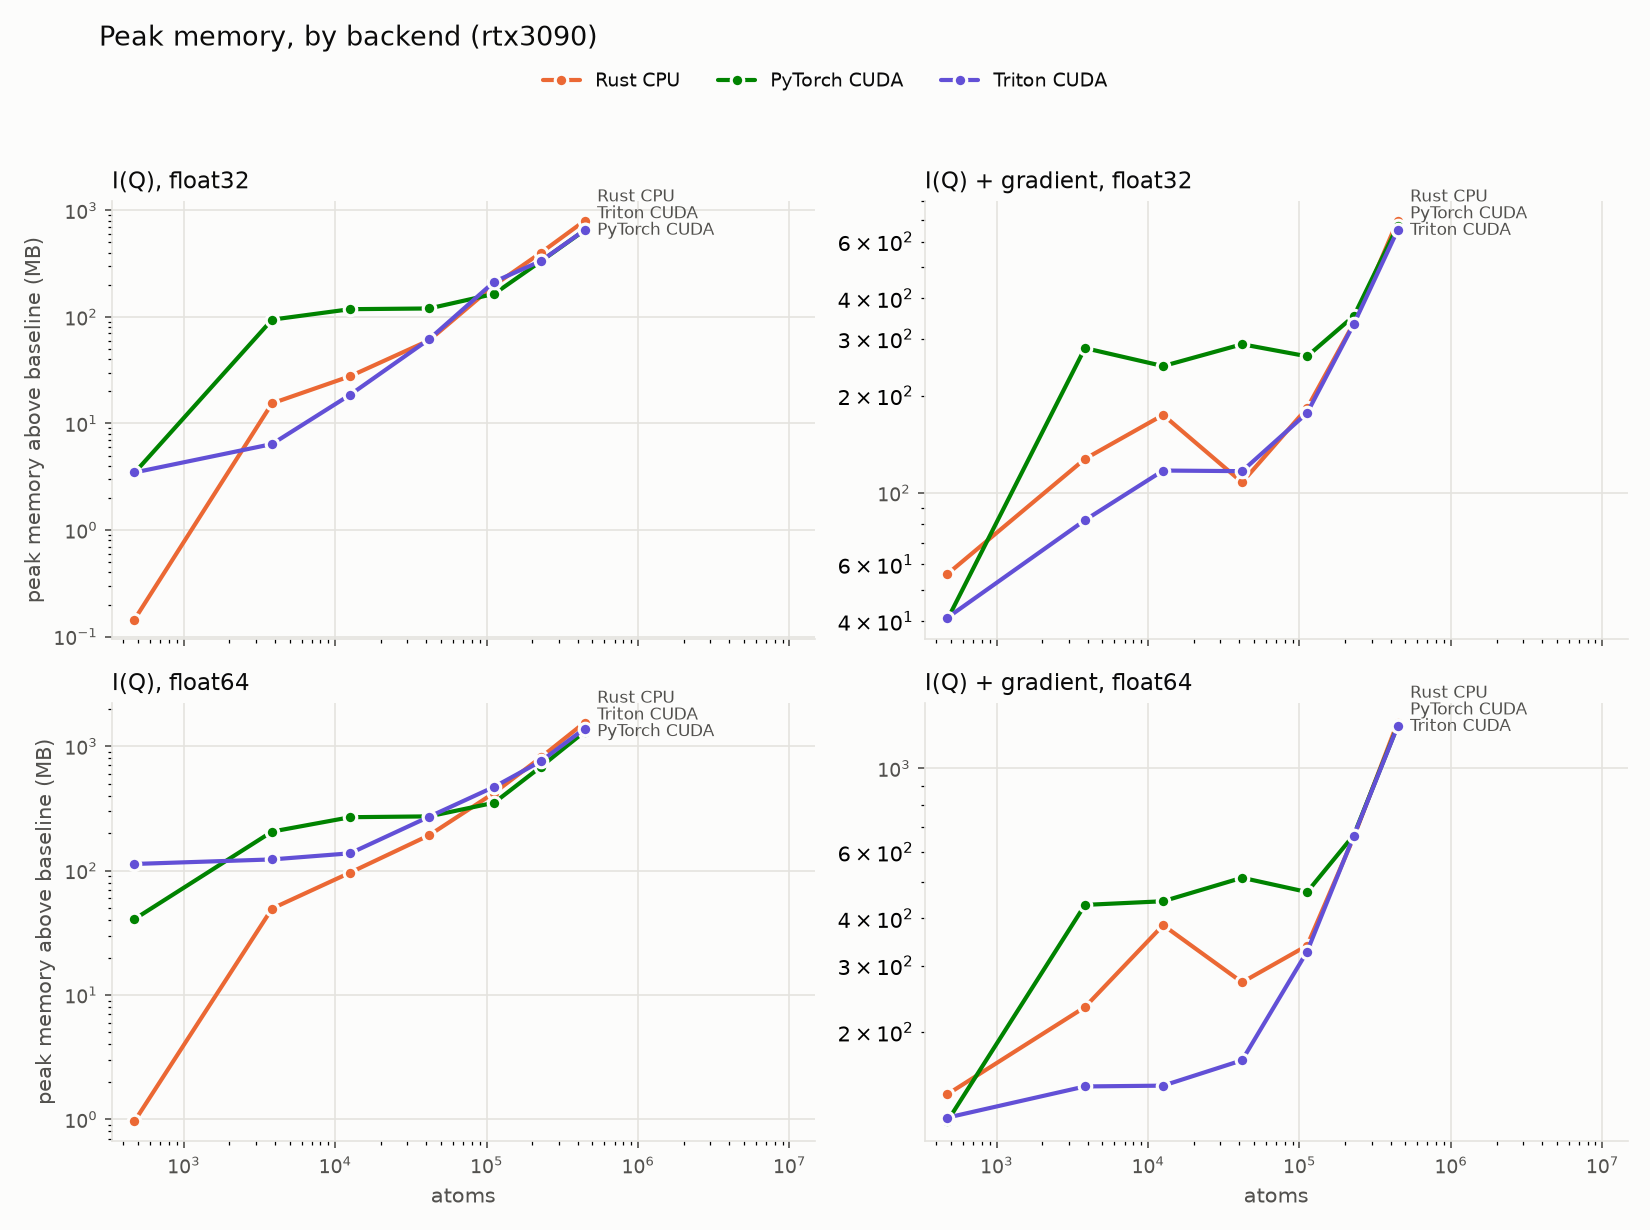 Peak memory, by backend (rtx3090)
Rust CPU PyTorch CUDA Triton CUDA
I(Q), float32
peak memory above baseline (MB)
10³
10²
10¹
10⁰
10⁻¹
Rust CPU
Triton CUDA
PyTorch CUDA
I(Q) + gradient, float32
6 × 10²
4 × 10²
3 × 10²
2 × 10²
10²
6 × 10¹
4 × 10¹
Rust CPU
PyTorch CUDA
Triton CUDA
I(Q), float64
peak memory above baseline (MB)
10³
10²
10¹
10⁰
Rust CPU
Triton CUDA
PyTorch CUDA
10³ 10⁴ 10⁵ 10⁶ 10⁷
atoms
I(Q) + gradient, float64
10³
6 × 10²
4 × 10²
3 × 10²
2 × 10²
Rust CPU
PyTorch CUDA
Triton CUDA
10³ 10⁴ 10⁵ 10⁶ 10⁷
atoms